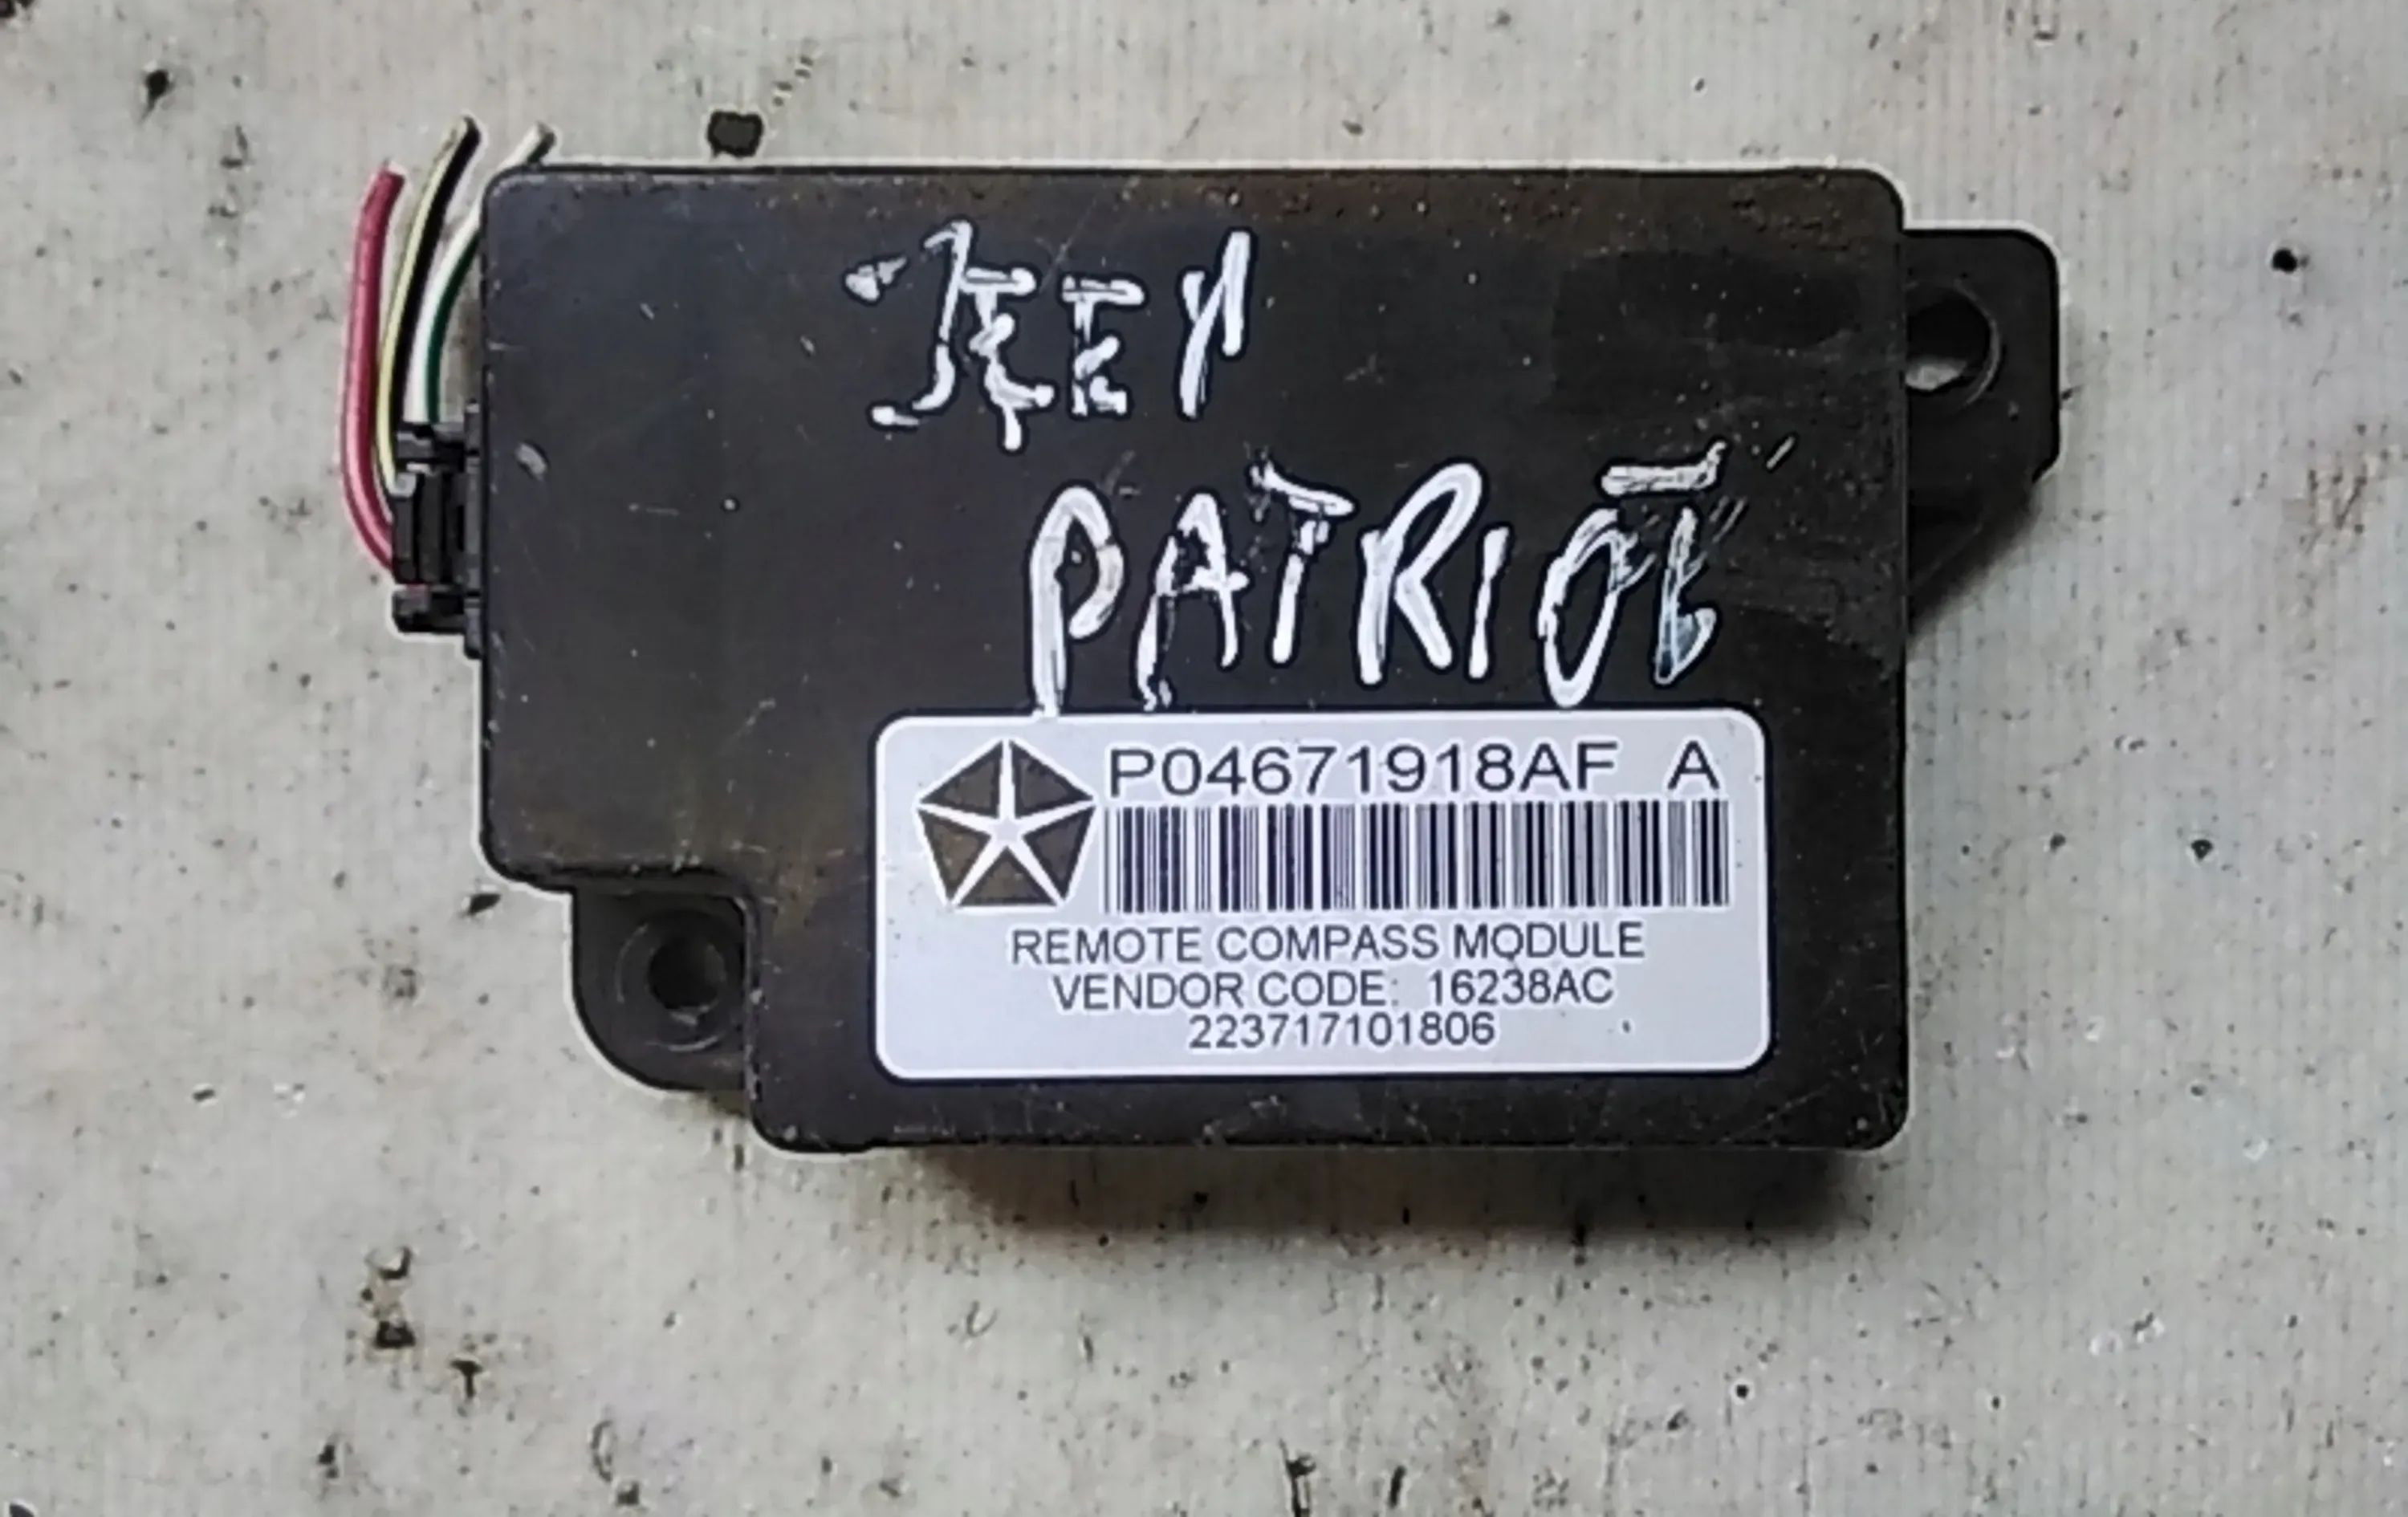 JEEP
PATRIOT
P04671918AF A
REMOTE COMPASS MODULE
VENDOR CODE: 16238AC
223717101806